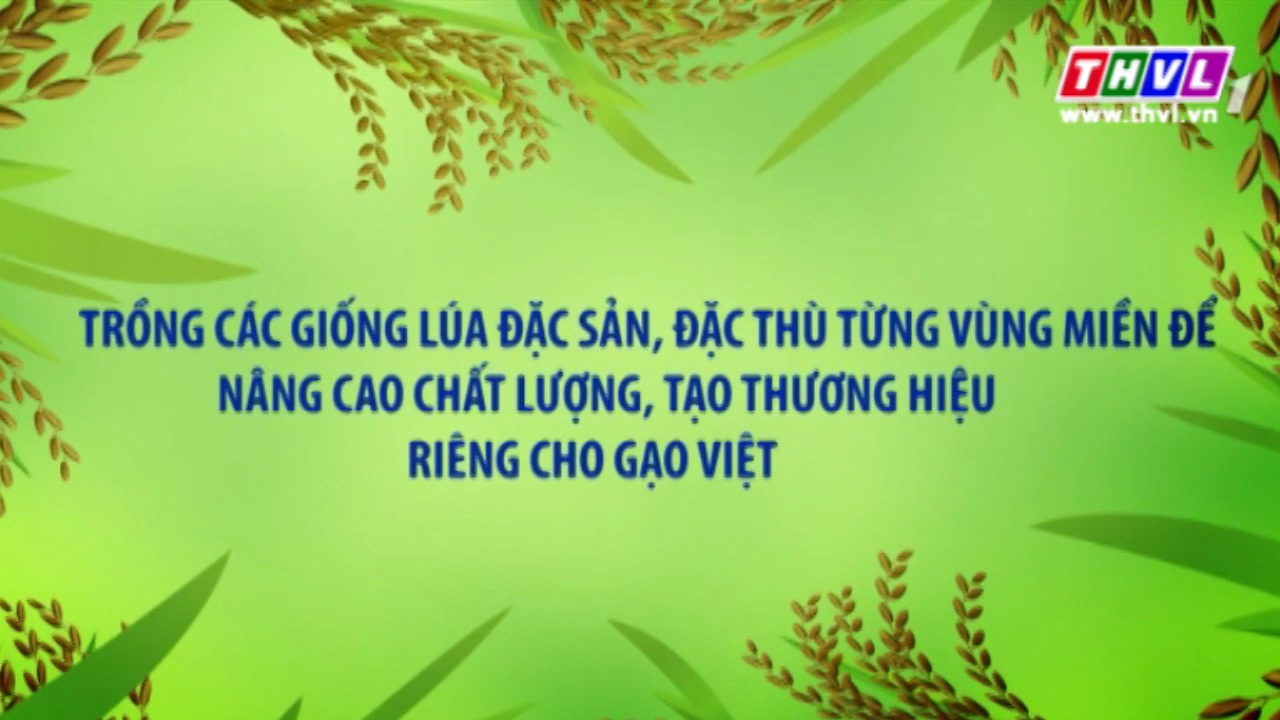 THVL 1
www.thvl.vn
TRỒNG CÁC GIỐNG LÚA ĐẶC SẢN, ĐẶC THÙ TỪNG VÙNG MIỀN ĐỂ
NÂNG CAO CHẤT LƯỢNG, TẠO THƯƠNG HIỆU
RIÊNG CHO GẠO VIỆT